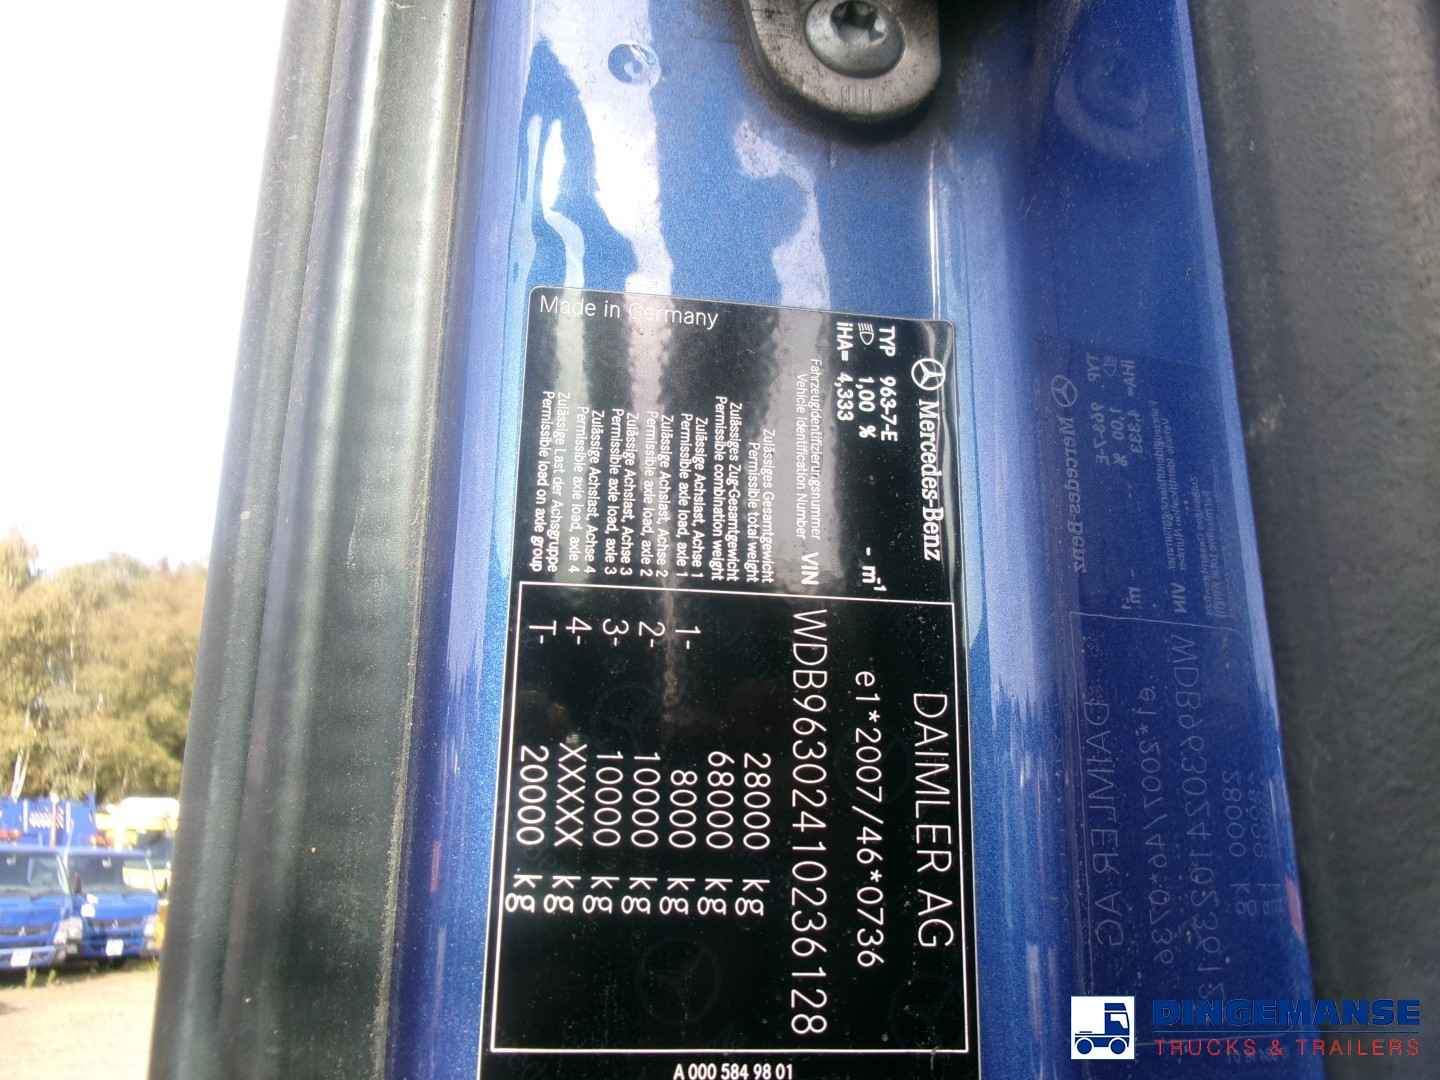 Mercedes-Benz
DAIMLER AG
TYP 963-7-E
1,00 % - m-1
e1*2007/46*0736
iHA= 4,333
Fahrzeugidentifizierungsnummer
Vehicle Identification Number VIN WDB96302410236128
Zulässiges Gesamtgewicht
Permissible total weight 28000 kg
Zulässiges Zug-Gesamtgewicht
Permissible combination weight 68000 kg
Zulässige Achslast, Achse 1
Permissible axle load, axle 1 1- 8000 kg
Zulässige Achslast, Achse 2
Permissible axle load, axle 2 2- 10000 kg
Zulässige Achslast, Achse 3
Permissible axle load, axle 3 3- 10000 kg
Zulässige Achslast, Achse 4
Permissible axle load, axle 4 4- XXXXX kg
Zulässige Last der Achsgruppe
Permissible load on axle group T- 20000 kg
Made in Germany
A 000 584 98 01
DINGEMANSE
TRUCKS & TRAILERS